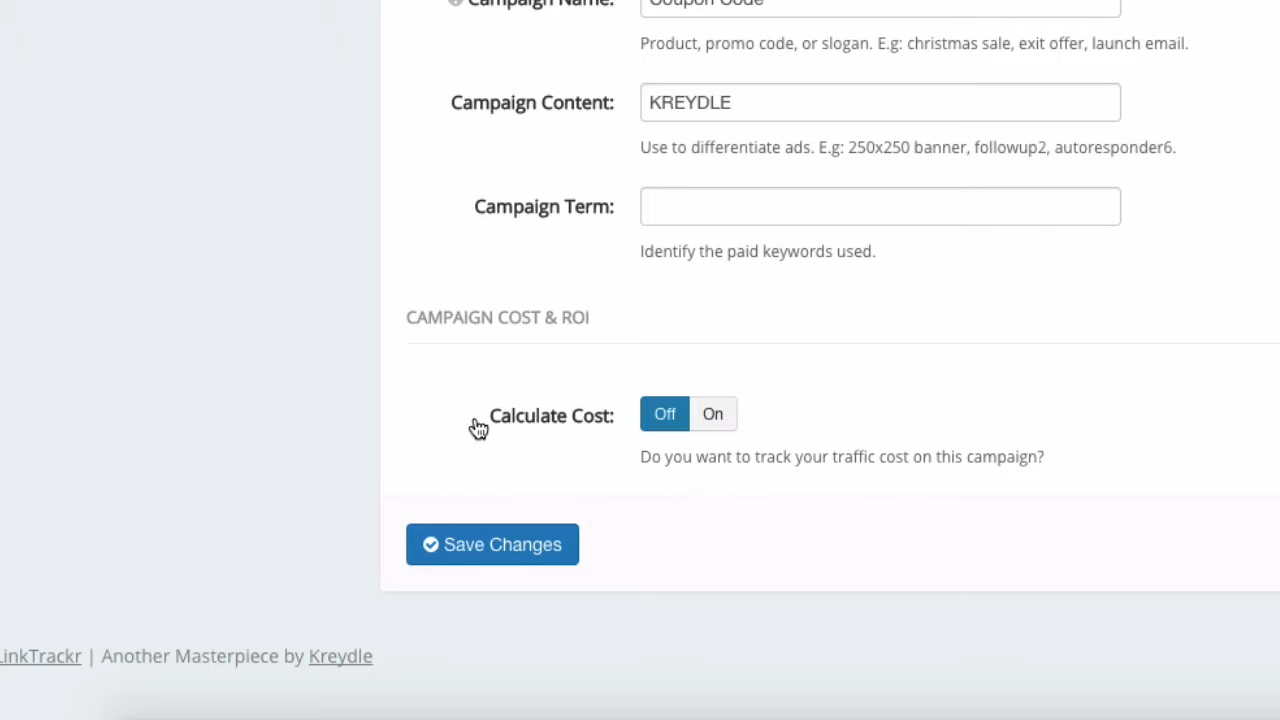 Campaign Name:
Coupon Code
Product, promo code, or slogan. E.g: christmas sale, exit offer, launch email.
Campaign Content:
KREYDLE
Use to differentiate ads. E.g: 250x250 banner, followup2, autoresponder6.
Campaign Term:
Identify the paid keywords used.
CAMPAIGN COST & ROI
Calculate Cost:
Off On
Do you want to track your traffic cost on this campaign?
Save Changes
LinkTrackr | Another Masterpiece by Kreydle